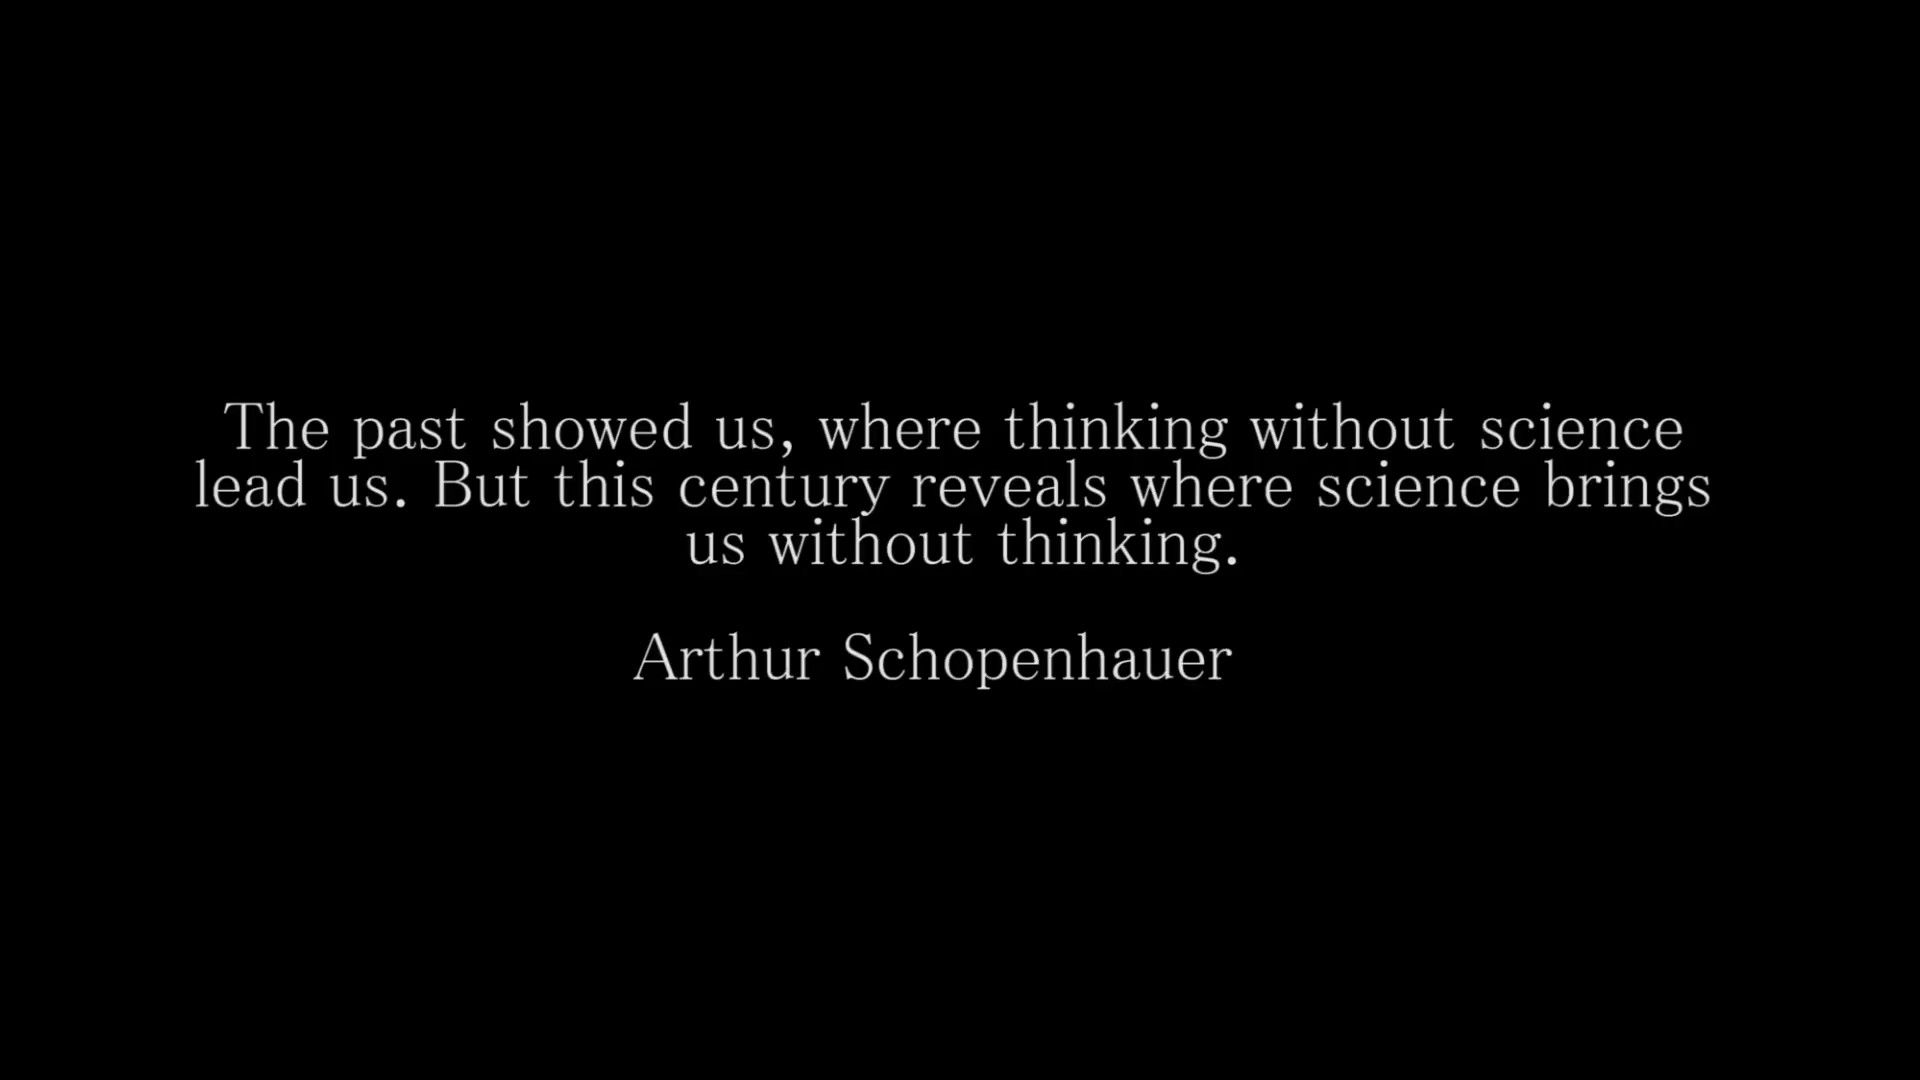 The past showed us, where thinking without science
lead us. But this century reveals where science brings
us without thinking.
Arthur Schopenhauer